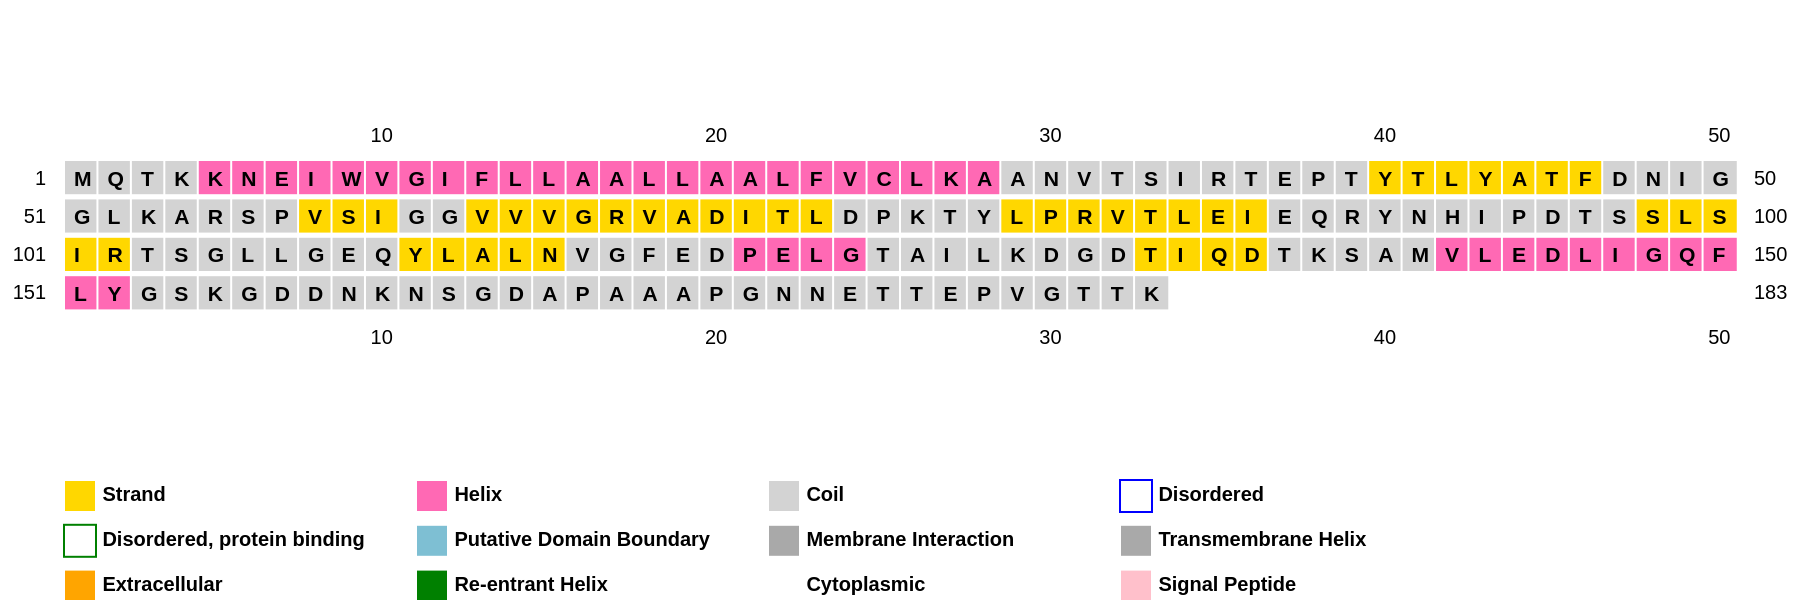 10 20 30 40 50
1 M Q T K K N E I W V G I F L L A A L L A A L F V C L K A A N V T S I R T E P T Y T L Y A T F D N I G 50
51 G L K A R S P V S I G G V V V G R V A D I T L D P K T Y L P R V T L E I E Q R Y N H I P D T S S L S 100
101 I R T S G L L G E Q Y L A L N V G F E D P E L G T A I L K D G D T I Q D T K S A M V L E D L I G Q F 150
151 L Y G S K G D D N K N S G D A P A A A P G N N E T T E P V G T T K 183
10 20 30 40 50
Strand Helix Coil Disordered
Disordered, protein binding Putative Domain Boundary Membrane Interaction Transmembrane Helix
Extracellular Re-entrant Helix Cytoplasmic Signal Peptide